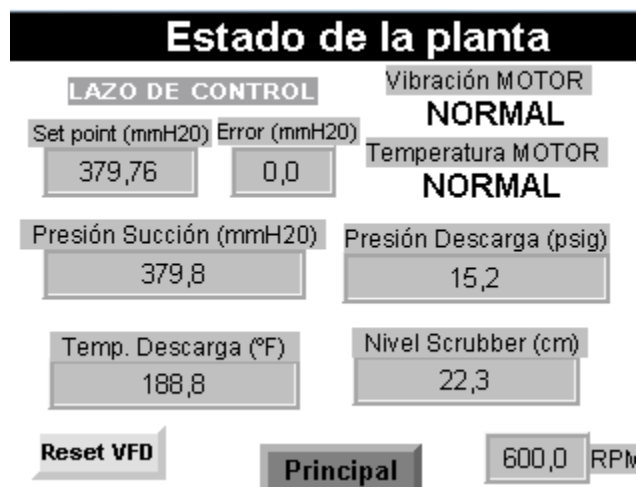 Estado de la planta
LAZO DE CONTROL
Vibración MOTOR
NORMAL
Set point (mmH20) Error (mmH20)
379,76 0,0
Temperatura MOTOR
NORMAL
Presión Succión (mmH20) Presión Descarga (psig)
379,8 15,2
Temp. Descarga (ºF) Nivel Scrubber (cm)
188,8 22,3
Reset VFD Principal 600,0 RPM